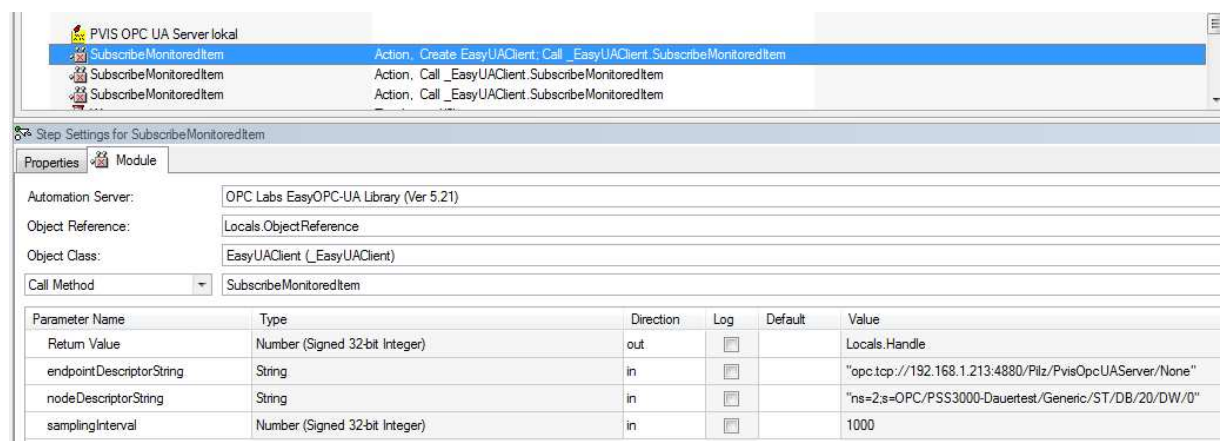 PVIS OPC UA Server lokal
SubscribeMonitoredItem Action, Create EasyUAClient; Call _EasyUAClient.SubscribeMonitoredItem
SubscribeMonitoredItem Action, Call _EasyUAClient.SubscribeMonitoredItem
SubscribeMonitoredItem Action, Call _EasyUAClient.SubscribeMonitoredItem
Step Settings for SubscribeMonitoredItem
Properties Module
Automation Server: OPC Labs EasyOPC-UA Library (Ver 5.21)
Object Reference: Locals.ObjectReference
Object Class: EasyUAClient (_EasyUAClient)
Call Method SubscribeMonitoredItem
Parameter Name Type Direction Log Default Value
Return Value Number (Signed 32-bit Integer) out Locals.Handle
endpointDescriptorString String in "opc.tcp://192.168.1.213:4880/Pilz/PvisOpcUAServer/None"
nodeDescriptorString String in "ns=2;s=OPC/PSS3000-Dauertest/Generic/ST/DB/20/DW/0"
samplingInterval Number (Signed 32-bit Integer) in 1000